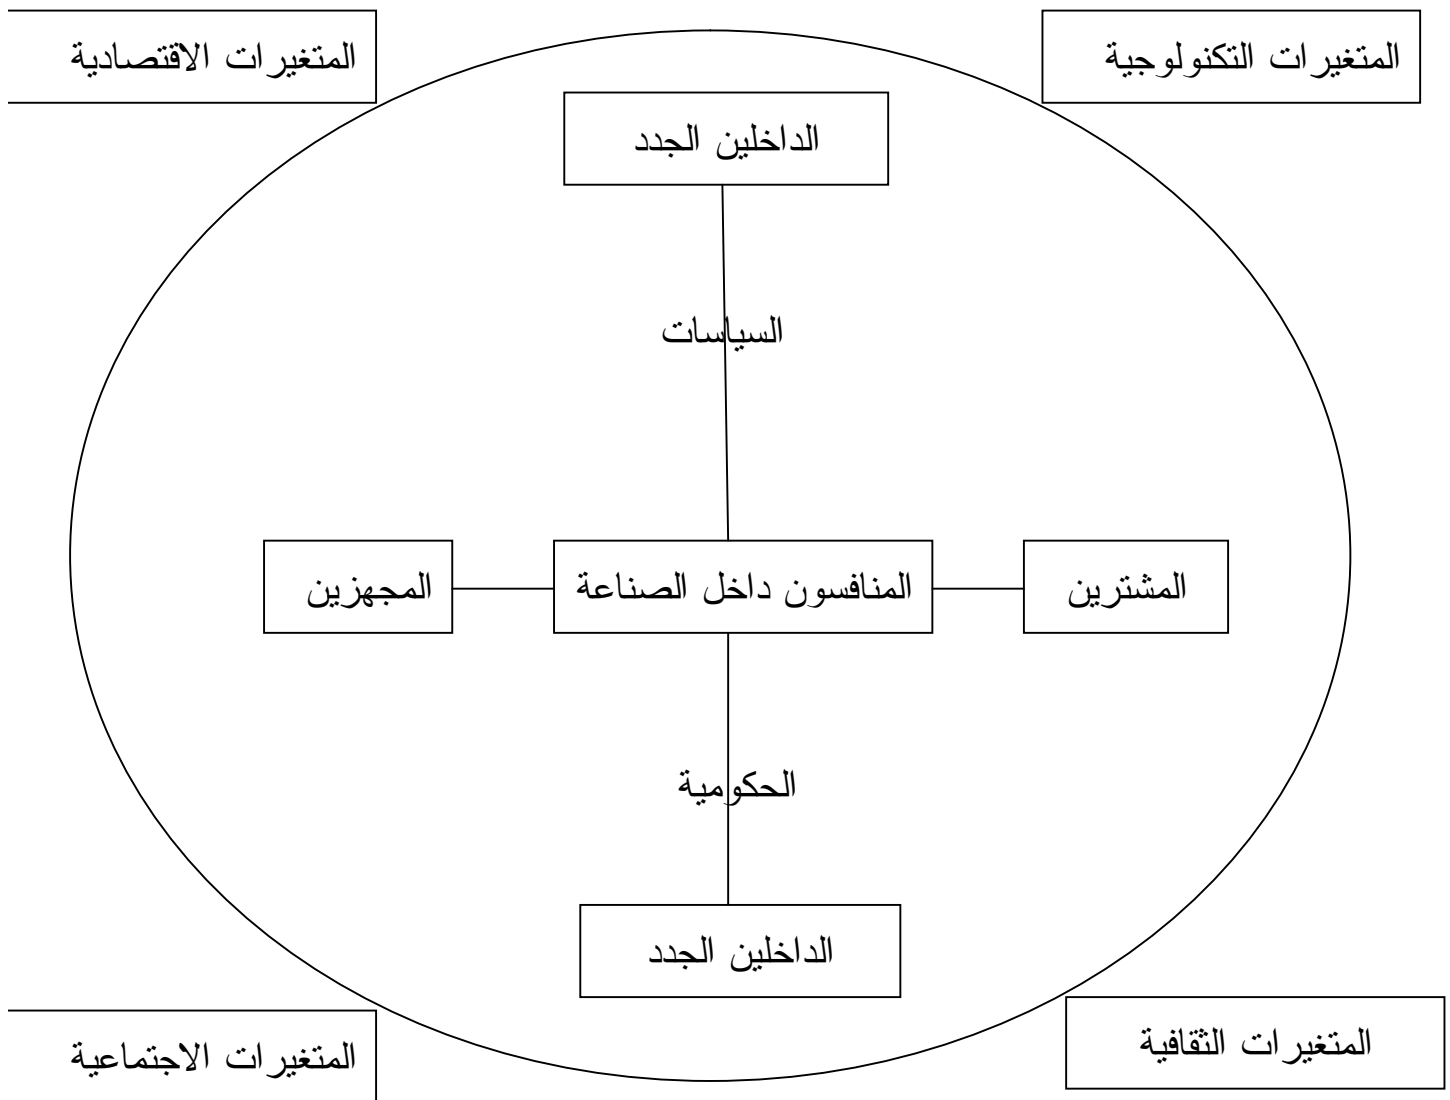 المتغيرات التكنولوجية
المتغيرات الاقتصادية
الداخلين الجدد
السياسات
المشترين
المنافسون داخل الصناعة
المجهزين
الحكومية
الداخلين الجدد
المتغيرات الثقافية
المتغيرات الاجتماعية